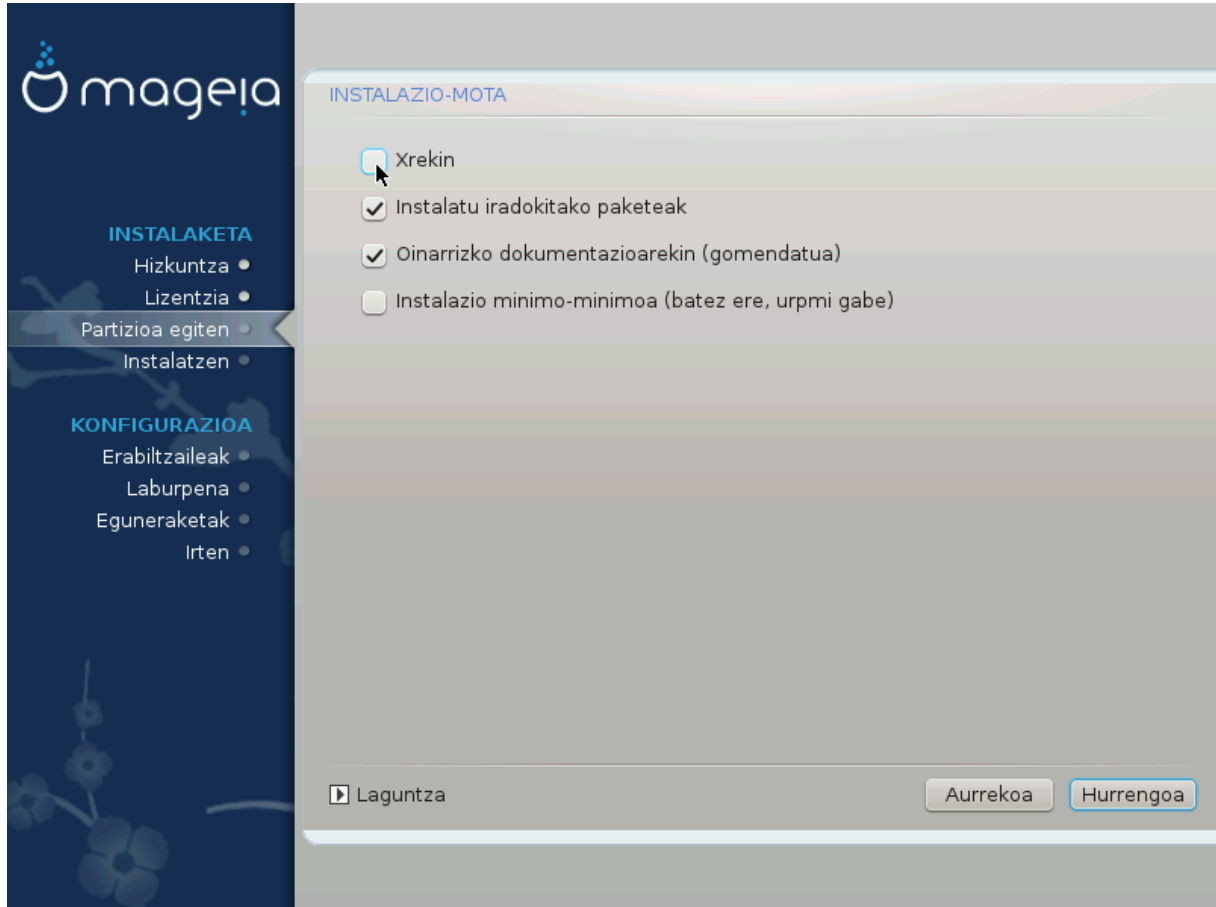 mageia
INSTALAKETA
Hizkuntza
Lizentzia
Partizioa egiten
Instalatzen
KONFIGURAZIOA
Erabiltzaileak
Laburpena
Eguneraketak
Irten
INSTALAZIO-MOTA
Xrekin
Instalatu iradokitako paketeak
Oinarrizko dokumentazioarekin (gomendatua)
Instalazio minimo-minimoa (batez ere, urpmi gabe)
Laguntza
Aurrekoa
Hurrengoa